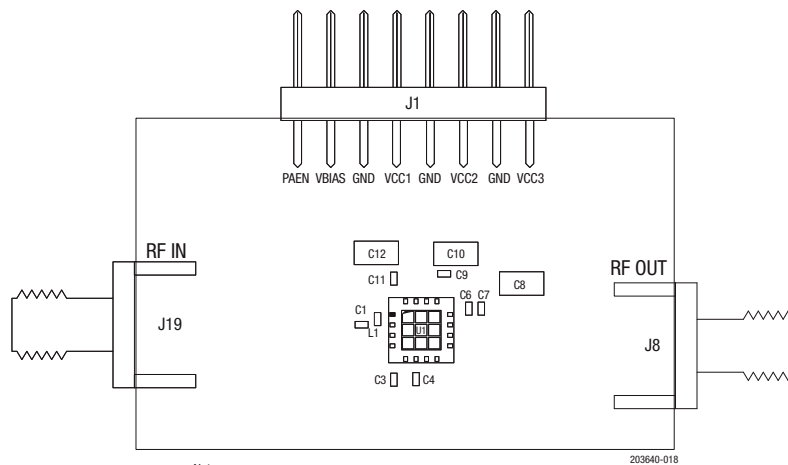 J1
PAEN VBIAS GND VCC1 GND VCC2 GND VCC3
RF IN
RF OUT
C12
C10
C11
C9
C8
C1
C6 C7
J19
L1
U1
J8
C3
C4
203640-018